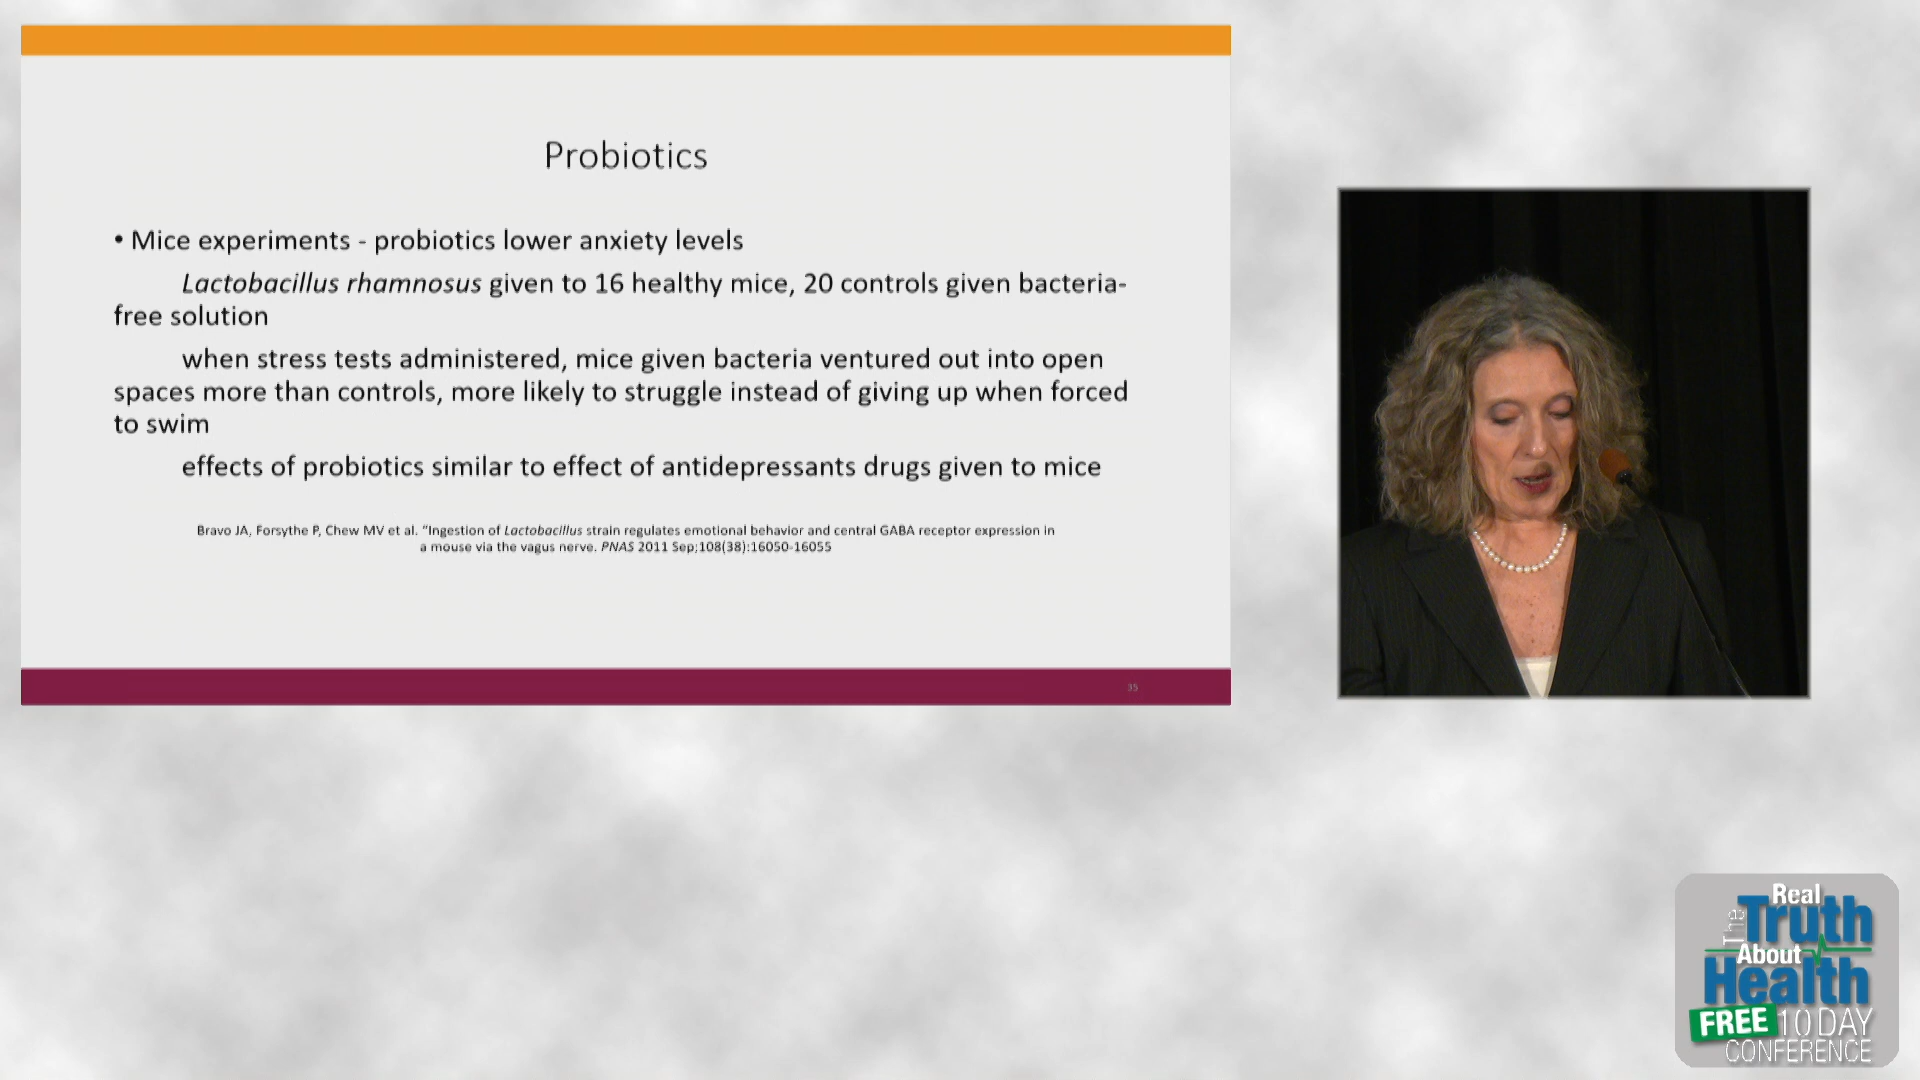 Probiotics
• Mice experiments - probiotics lower anxiety levels
Lactobacillus rhamnosus given to 16 healthy mice, 20 controls given bacteria-
free solution
when stress tests administered, mice given bacteria ventured out into open
spaces more than controls, more likely to struggle instead of giving up when forced
to swim
effects of probiotics similar to effect of antidepressants drugs given to mice
Bravo JA, Forsythe P, Chew MV et al. “Ingestion of Lactobacillus strain regulates emotional behavior and central GABA receptor expression in
a mouse via the vagus nerve. PNAS 2011 Sep;108(38):16050-16055
35
The Real
Truth
About
Health
FREE 10 DAY
CONFERENCE